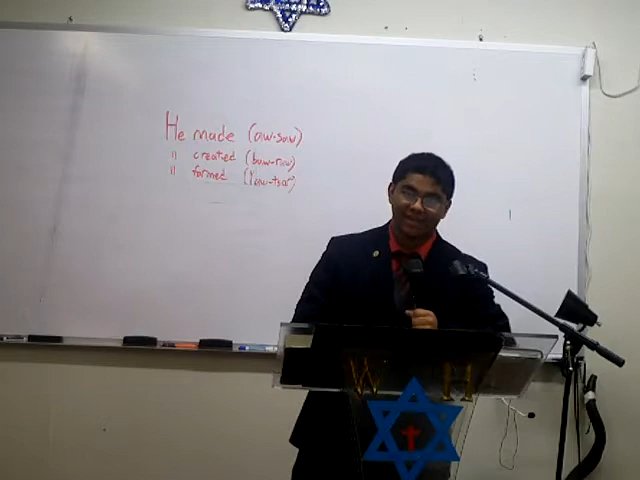 He made (aw-saw)
" created (baw-raw)
" formed (Yaw-tsar)
W H